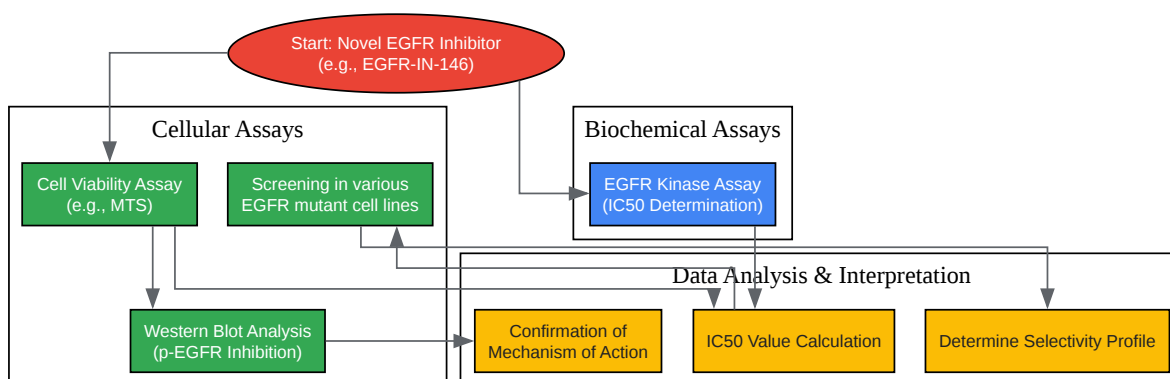 Start: Novel EGFR Inhibitor
(e.g., EGFR-IN-146)
Cellular Assays
Biochemical Assays
Cell Viability Assay
(e.g., MTS)
Screening in various
EGFR mutant cell lines
EGFR Kinase Assay
(IC50 Determination)
Data Analysis & Interpretation
Western Blot Analysis
(p-EGFR Inhibition)
Confirmation of
Mechanism of Action
IC50 Value Calculation
Determine Selectivity Profile